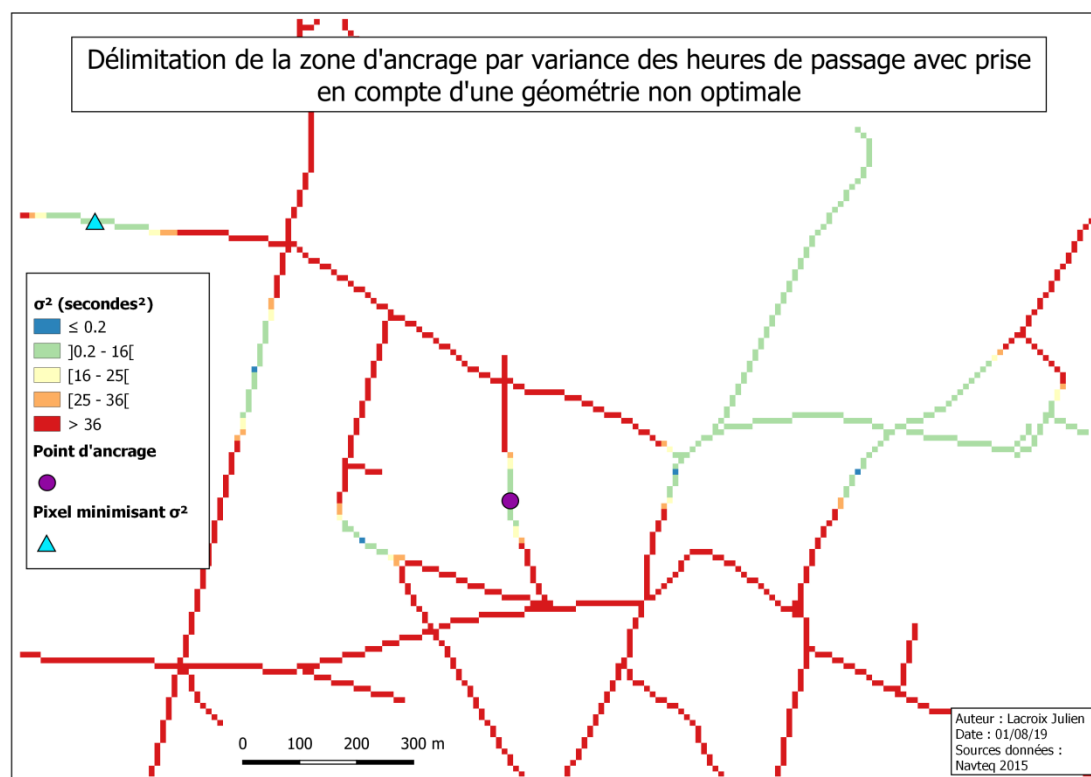 Délimitation de la zone d'ancrage par variance des heures de passage avec prise
en compte d'une géométrie non optimale
σ² (secondes²)
≤ 0.2
]0.2 - 16[
[16 - 25[
[25 - 36[
> 36
Point d'ancrage
Pixel minimisant σ²
0 100 200 300 m
Auteur : Lacroix Julien
Date : 01/08/19
Sources données :
Navteq 2015